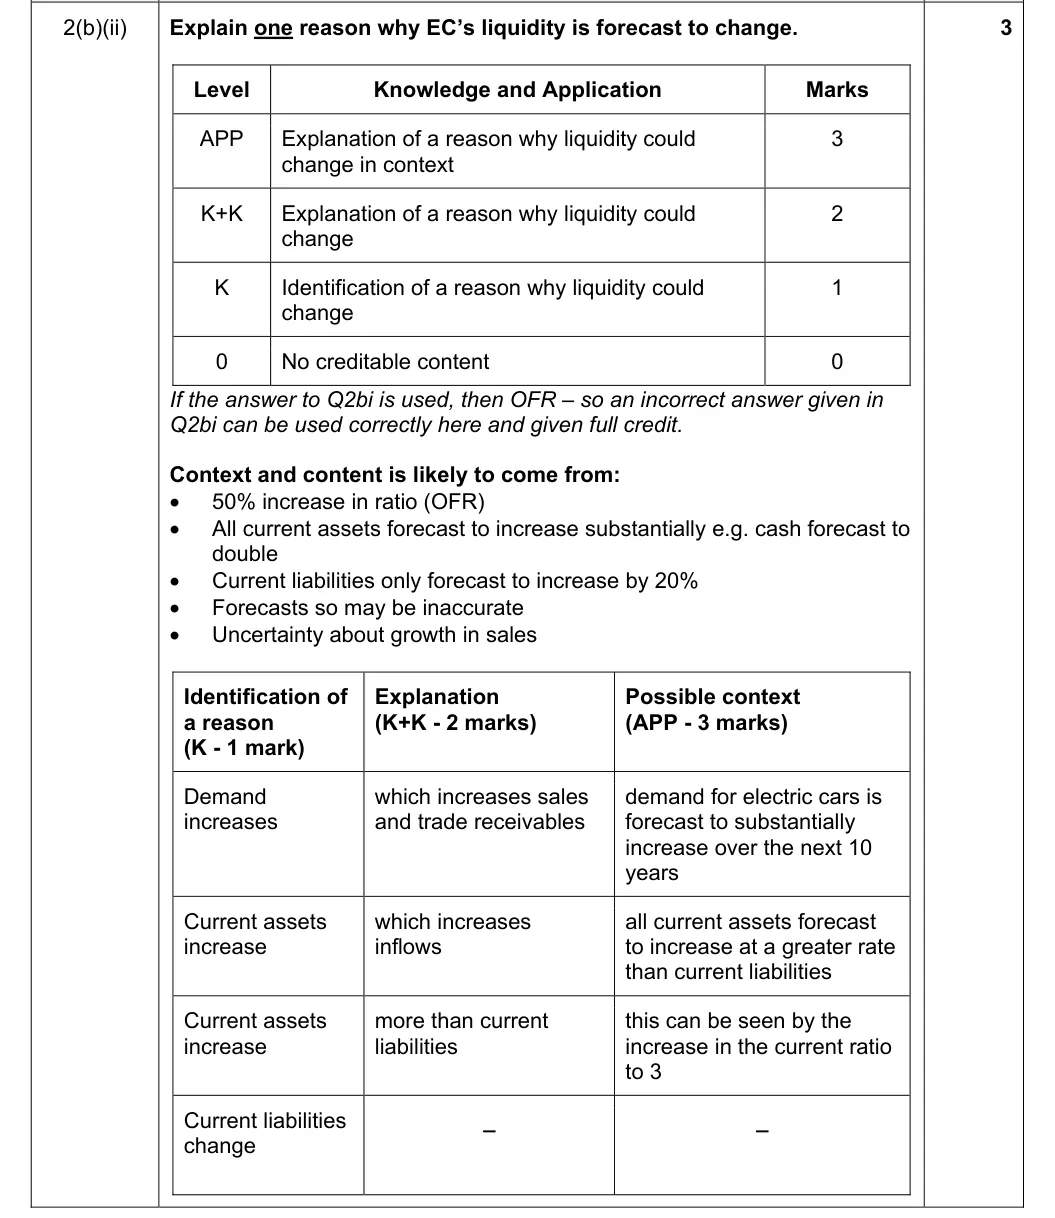 2(b)(ii) Explain one reason why EC’s liquidity is forecast to change. 3
Level Knowledge and Application Marks
APP Explanation of a reason why liquidity could 3
change in context
K+K Explanation of a reason why liquidity could 2
change
K Identification of a reason why liquidity could 1
change
0 No creditable content 0
If the answer to Q2bi is used, then OFR – so an incorrect answer given in
Q2bi can be used correctly here and given full credit.
Context and content is likely to come from:
• 50% increase in ratio (OFR)
• All current assets forecast to increase substantially e.g. cash forecast to
double
• Current liabilities only forecast to increase by 20%
• Forecasts so may be inaccurate
• Uncertainty about growth in sales
Identification of
a reason
(K - 1 mark)
Explanation
(K+K - 2 marks)
Possible context
(APP - 3 marks)
Demand
increases
which increases sales
and trade receivables
demand for electric cars is
forecast to substantially
increase over the next 10
years
Current assets
increase
which increases
inflows
all current assets forecast
to increase at a greater rate
than current liabilities
Current assets
increase
more than current
liabilities
this can be seen by the
increase in the current ratio
to 3
Current liabilities
change
–
–